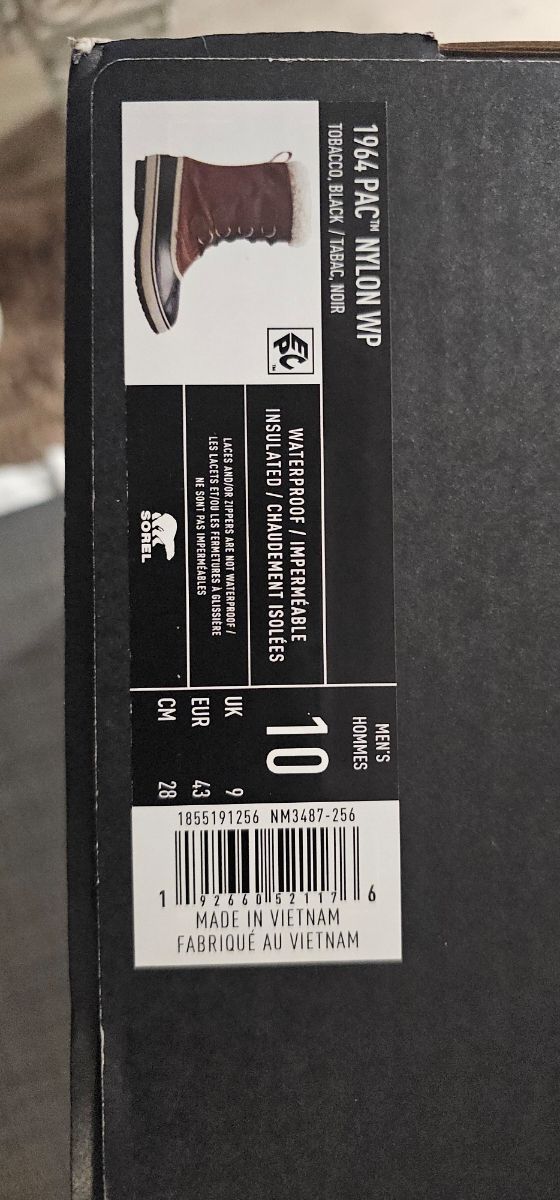 1964 PAC™ NYLON WP
TOBACCO, BLACK / TABAC, NOIR
WATERPROOF / IMPERMÉABLE
INSULATED / CHAUDEMENT ISOLÉES
LACES AND/OR ZIPPERS ARE NOT WATERPROOF /
LES LACETS ET/OU LES FERMETURES À GLISSIÈRE
NE SONT PAS IMPERMÉABLES
SOREL
MEN'S
HOMMES
10
UK 9
EUR 43
CM 28
1855191256 NM3487-256
1 92660 52117 6
MADE IN VIETNAM
FABRIQUÉ AU VIETNAM